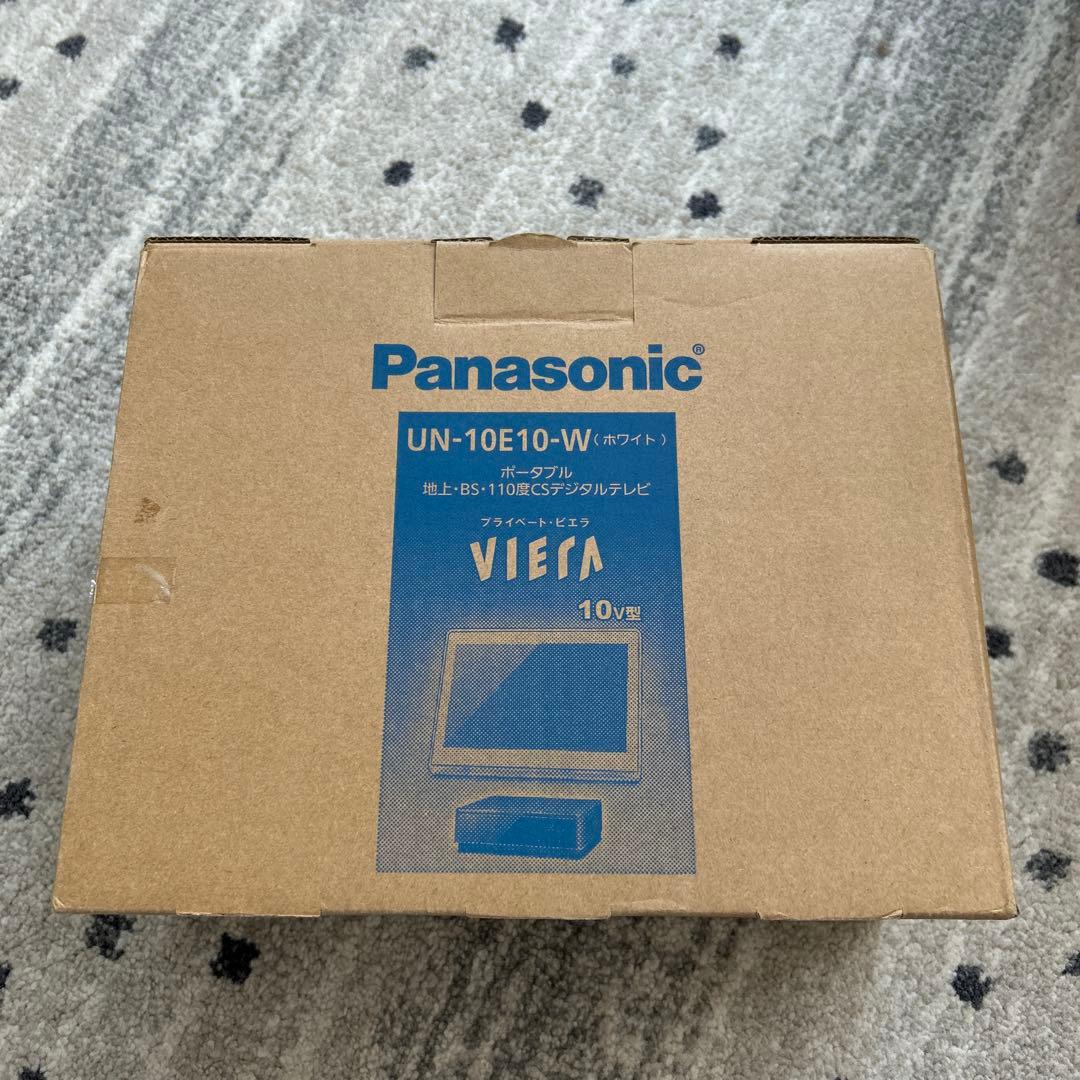 Panasonic®
UN-10E10-W(ホワイト)
ポータブル
地上・BS・110度CSデジタルテレビ
プライベート・ビエラ
VIErA
10V型